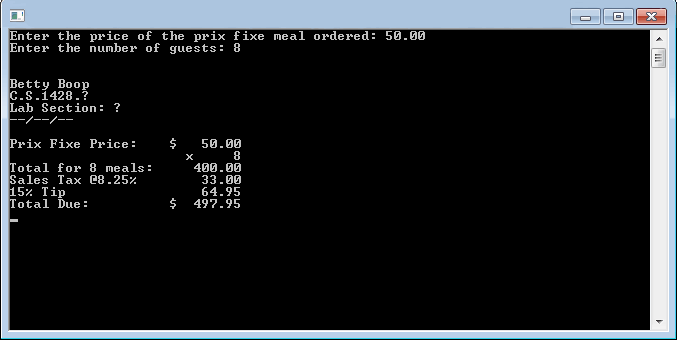 Enter the price of the prix fixe meal ordered: 50.00
Enter the number of guests: 8
Betty Boop
C.S.1428.?
Lab Section: ?
--/--/--
Prix Fixe Price:    $   50.00
x     8
Total for 8 meals:     400.00
Sales Tax @8.25%        33.00
15% Tip                 64.95
Total Due:          $  497.95